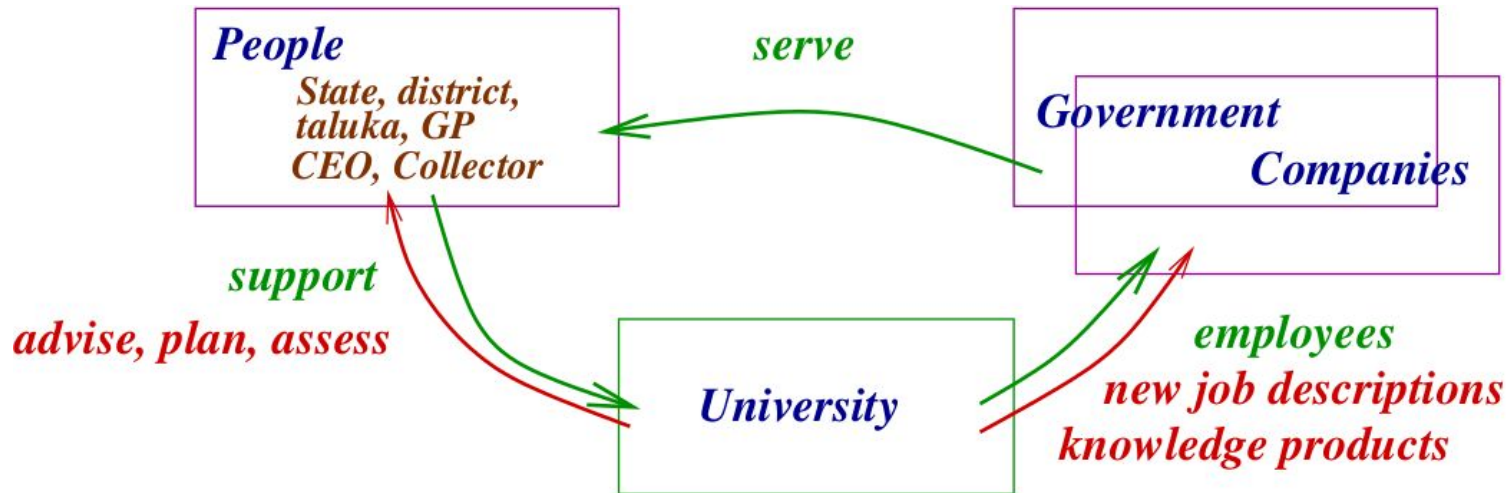 People
State, district,
taluka, GP
CEO, Collector
serve
Government
Companies
support
advise, plan, assess
University
employees
new job descriptions
knowledge products